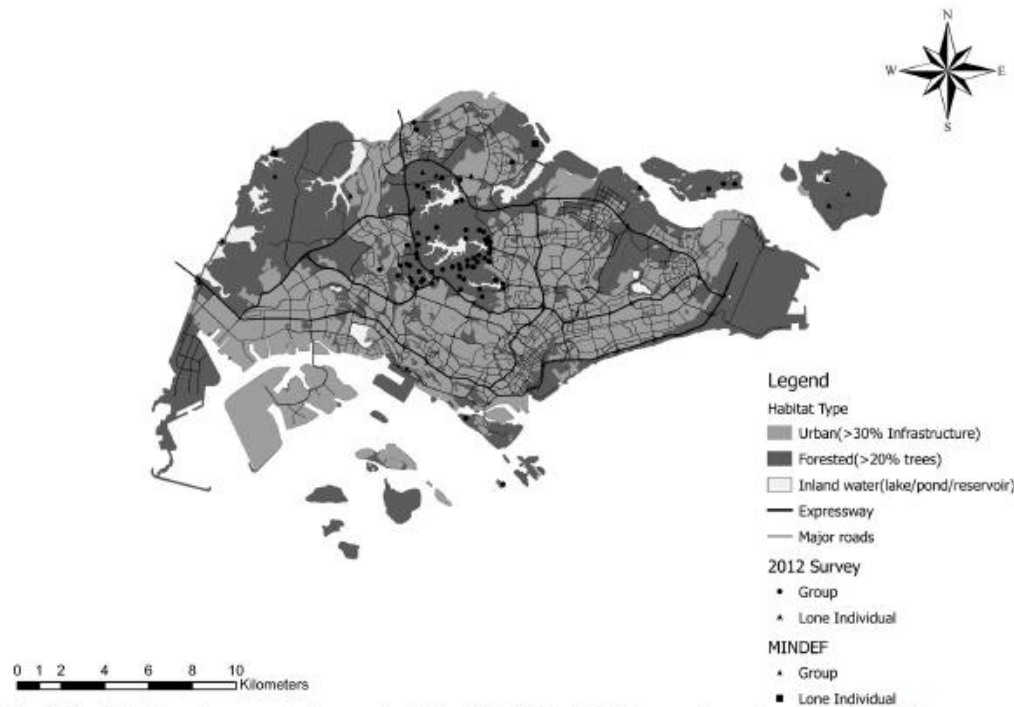 N
W E
S
Legend
Habitat Type
Urban(>30% Infrastructure)
Forested(>20% trees)
Inland water(lake/pond/reservoir)
Expressway
Major roads
2012 Survey
Group
Lone Individual
MINDEF
Group
Lone Individual
0 1 2 4 6 8 10
Kilometers